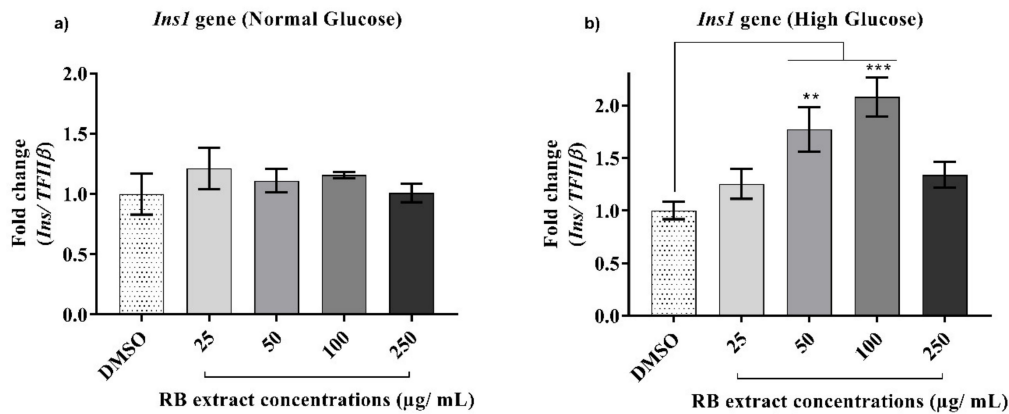 a)
Ins1 gene (Normal Glucose)
Fold change
(Ins/ TFIIβ)
2.0
1.5
1.0
0.5
0.0
DMSO
25
50
100
250
RB extract concentrations (µg/ mL)
b)
Ins1 gene (High Glucose)
Fold change
(Ins/ TFIIβ)
2.0
1.5
1.0
0.5
0.0
**
***
DMSO
25
50
100
250
RB extract concentrations (µg/ mL)